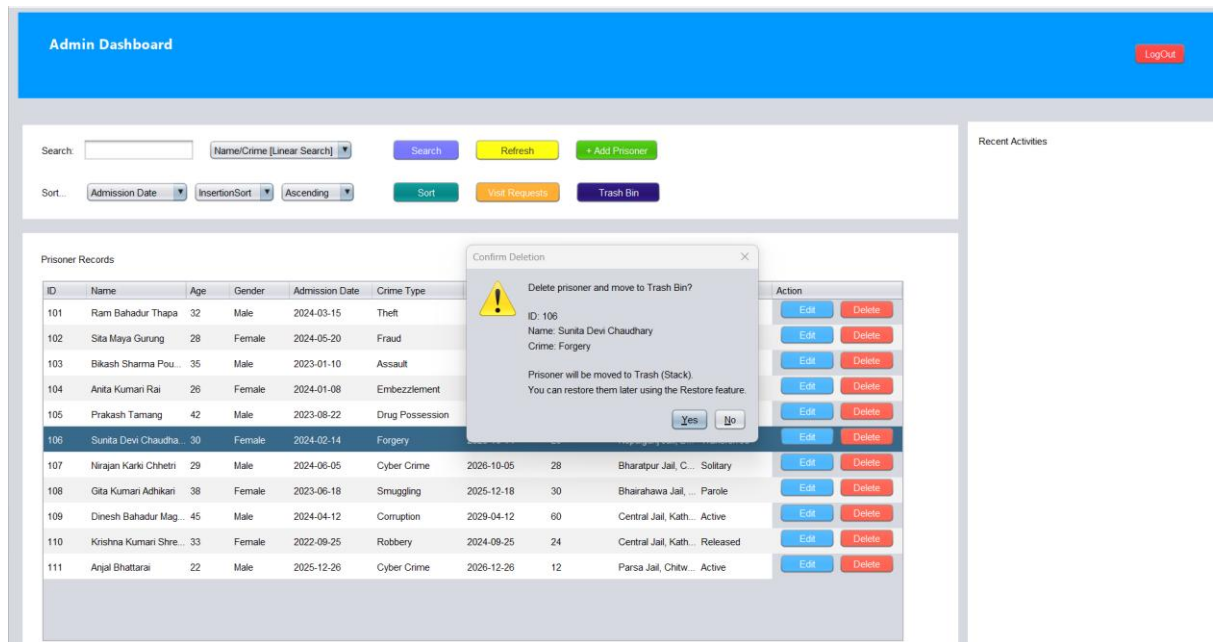 Admin Dashboard
LogOut
Search:
Name/Crime [Linear Search]
Search
Refresh
+ Add Prisoner
Recent Activities
Sort...
Admission Date
InsertionSort
Ascending
Sort
Visit Requests
Trash Bin
Prisoner Records
Confirm Deletion
Delete prisoner and move to Trash Bin?
ID: 106
Name: Sunita Devi Chaudhary
Crime: Forgery
Prisoner will be moved to Trash (Stack).
You can restore them later using the Restore feature.
Yes No
ID Name Age Gender Admission Date Crime Type Action
101 Ram Bahadur Thapa 32 Male 2024-03-15 Theft Edit Delete
102 Sita Maya Gurung 28 Female 2024-05-20 Fraud Edit Delete
103 Bikash Sharma Pou... 35 Male 2023-01-10 Assault Edit Delete
104 Anita Kumari Rai 26 Female 2024-01-08 Embezzlement Edit Delete
105 Prakash Tamang 42 Male 2023-08-22 Drug Possession Edit Delete
106 Sunita Devi Chaudha... 30 Female 2024-02-14 Forgery Edit Delete
107 Nirajan Karki Chhetri 29 Male 2024-06-05 Cyber Crime 2026-10-05 28 Bharatpur Jail, C... Solitary Edit Delete
108 Gita Kumari Adhikari 38 Female 2023-06-18 Smuggling 2025-12-18 30 Bhairahawa Jail, ... Parole Edit Delete
109 Dinesh Bahadur Mag... 45 Male 2024-04-12 Corruption 2029-04-12 60 Central Jail, Kath... Active Edit Delete
110 Krishna Kumari Shre... 33 Female 2022-09-25 Robbery 2024-09-25 24 Central Jail, Kath... Released Edit Delete
111 Anjal Bhattarai 22 Male 2025-12-26 Cyber Crime 2026-12-26 12 Parsa Jail, Chitw... Active Edit Delete